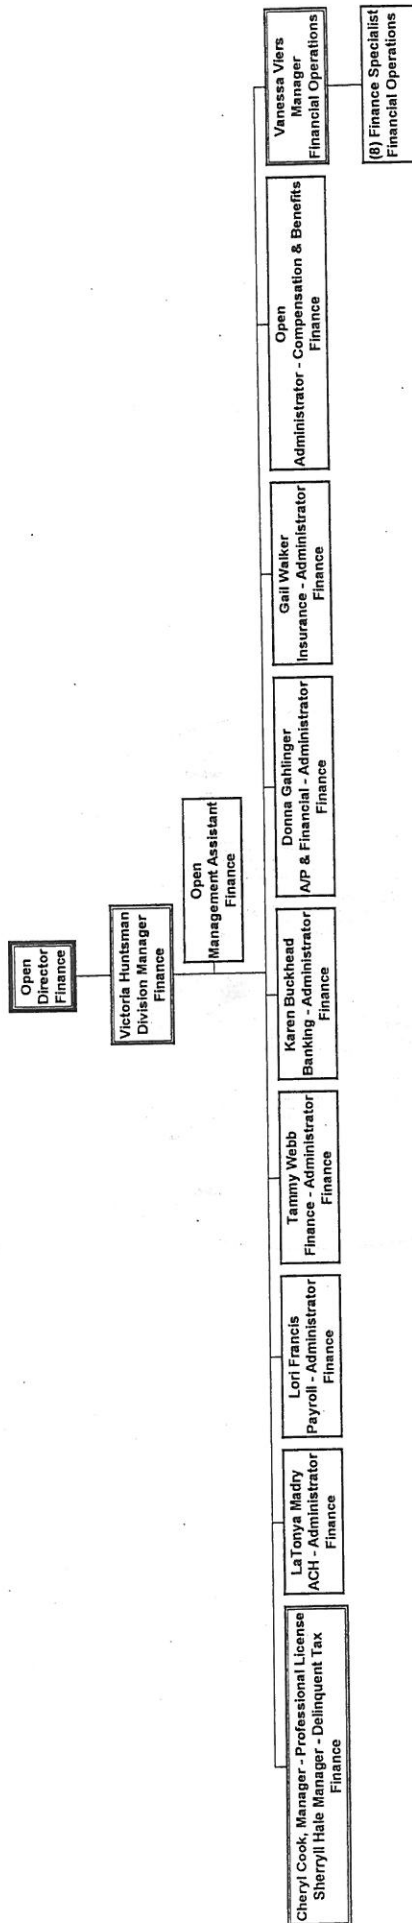 Open
Director
Finance
Victoria Huntsman
Division Manager
Finance
Open
Management Assistant
Finance
Cheryl Cook, Manager - Professional License
Sherryll Hale Manager - Delinquent Tax
Finance
LaTonya Madry
ACH - Administrator
Finance
Lori Francis
Payroll - Administrator
Finance
Tammy Webb
Finance - Administrator
Finance
Karen Buckhead
Banking - Administrator
Finance
Donna Gahlinger
A/P & Financial - Administrator
Finance
Gail Walker
Insurance - Administrator
Finance
Open
Administrator - Compensation & Benefits
Finance
Vanessa Viers
Manager
Financial Operations
(8) Finance Specialist
Financial Operations